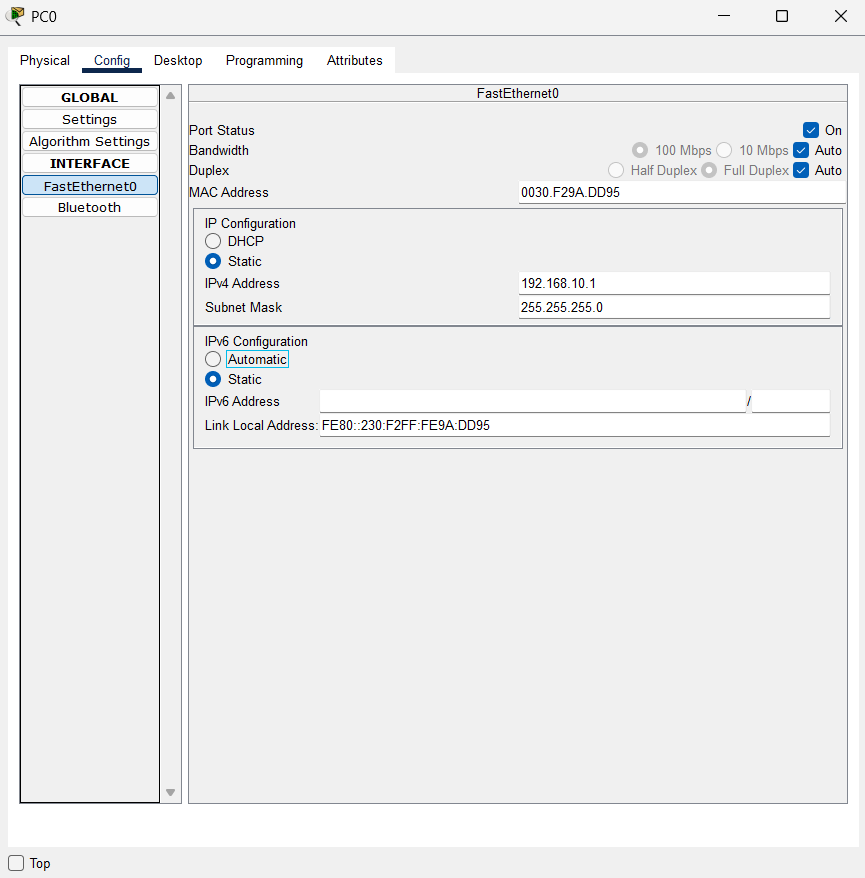 PC0
Physical Config Desktop Programming Attributes
GLOBAL
Settings
Algorithm Settings
INTERFACE
FastEthernet0
Bluetooth
FastEthernet0
Port Status On
Bandwidth 100 Mbps 10 Mbps Auto
Duplex Half Duplex Full Duplex Auto
MAC Address 0030.F29A.DD95
IP Configuration
DHCP
Static
IPv4 Address 192.168.10.1
Subnet Mask 255.255.255.0
IPv6 Configuration
Automatic
Static
IPv6 Address /
Link Local Address: FE80::230:F2FF:FE9A:DD95
Top